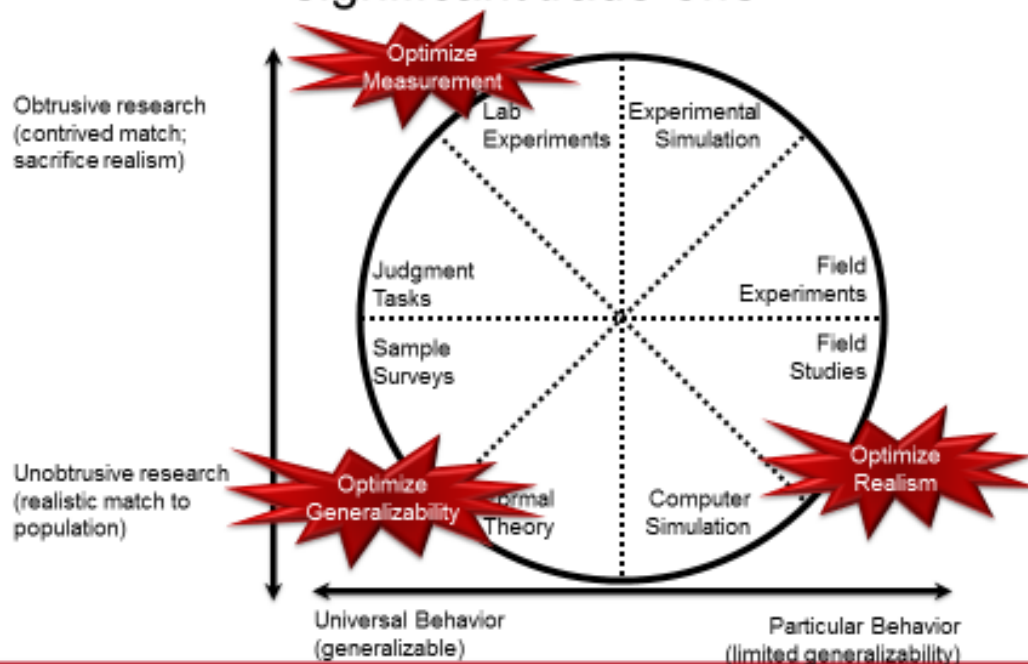 Optimize
Measurement
Obtrusive research
(contrived match;
sacrifice realism)
Lab
Experiments
Experimental
Simulation
Judgment
Tasks
Field
Experiments
Sample
Surveys
Field
Studies
Unobtrusive research
(realistic match to
population)
Optimize
Generalizability
Optimize
Realism
Theory
Computer
Simulation
Universal Behavior
(generalizable)
Particular Behavior
(limited generalizability)